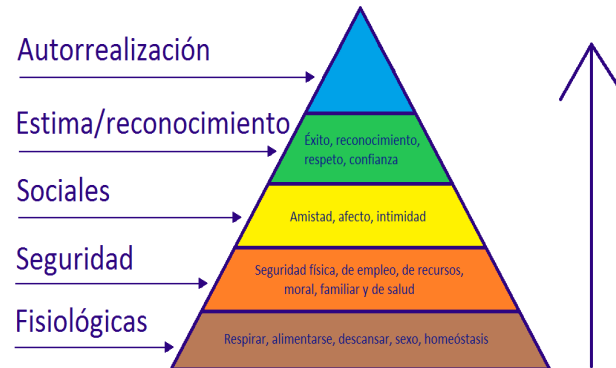 Autorrealización
Estima/reconocimiento
Éxito, reconocimiento,
respeto, confianza
Sociales
Amistad, afecto, intimidad
Seguridad
Seguridad física, de empleo, de recursos,
moral, familiar y de salud
Fisiológicas
Respirar, alimentarse, descansar, sexo, homeóstasis